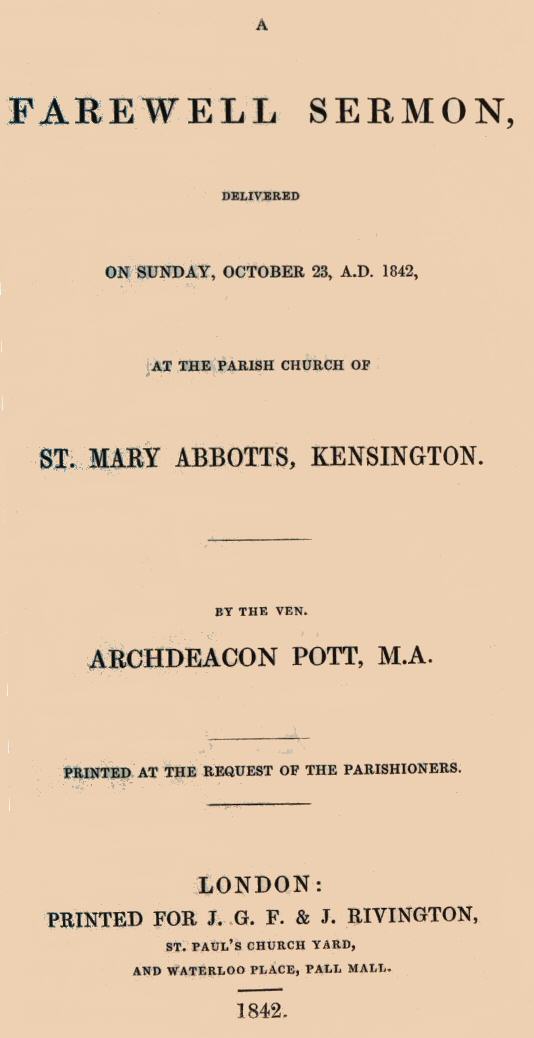 A
FAREWELL SERMON,
DELIVERED
ON SUNDAY, OCTOBER 23, A.D. 1842,
AT THE PARISH CHURCH OF
ST. MARY ABBOTTS, KENSINGTON.
BY THE VEN.
ARCHDEACON POTT, M.A.
PRINTED AT THE REQUEST OF THE PARISHIONERS.
LONDON:
PRINTED FOR J. G. F. & J. RIVINGTON,
ST. PAUL'S CHURCH YARD,
AND WATERLOO PLACE, PALL MALL.
1842.